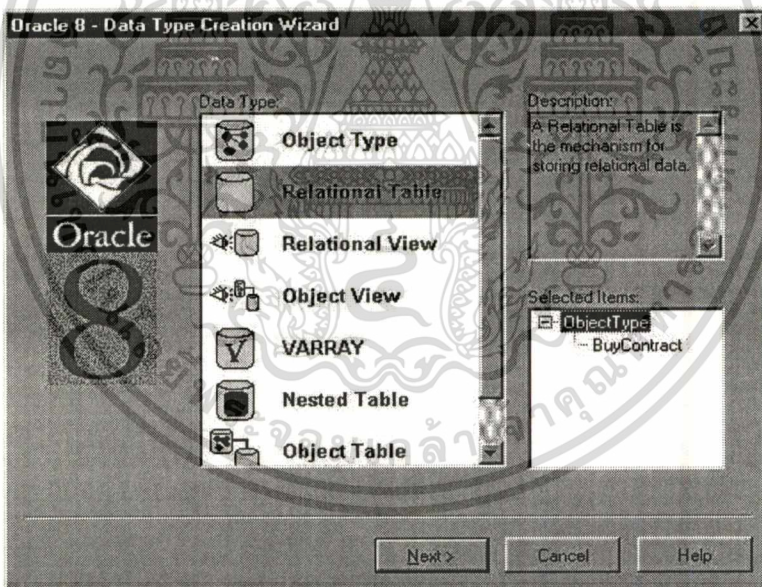 Oracle 8 - Data Type Creation Wizard
Data Type:
Object Type
Relational Table
Relational View
Object View
VARRAY
Nested Table
Object Table
Description:
A Relational Table is
the mechanism for
storing relational data.
Selected Items:
ObjectType
BuyContract
Oracle
8
V
Next >
Cancel
Help